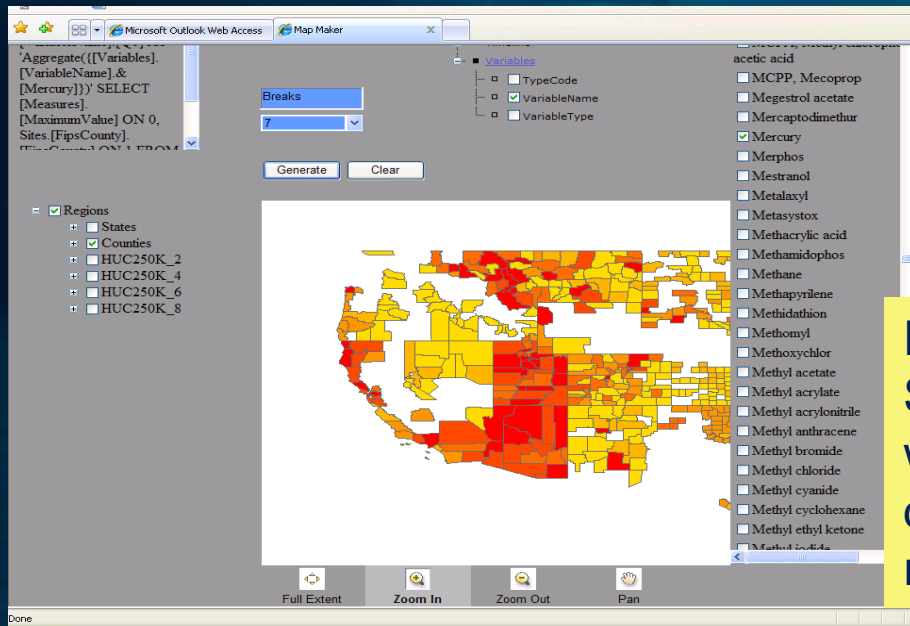 Microsoft Outlook Web Access
Map Maker
'Aggregate({[Variables].
[VariableName].&
[Mercury]})' SELECT
[Measures].
[MaximumValue] ON 0,
Sites.[FipsCounty].
Breaks
7
Generate
Clear
Variables
TypeCode
VariableName
VariableType
Regions
States
Counties
HUC250K_2
HUC250K_4
HUC250K_6
HUC250K_8
acetic acid
MCPP, Mecoprop
Megestrol acetate
Mercaptodimethur
Mercury
Merphos
Mestranol
Metalaxyl
Metasystox
Methacrylic acid
Methamidophos
Methane
Methapyrilene
Methidathion
Methomyl
Methoxychlor
Methyl acetate
Methyl acrylate
Methyl acrylonitrile
Methyl anthracene
Methyl bromide
Methyl chloride
Methyl cyanide
Methyl cyclohexane
Methyl ethyl ketone
Methyl iodide
Full Extent
Zoom In
Zoom Out
Pan
Done